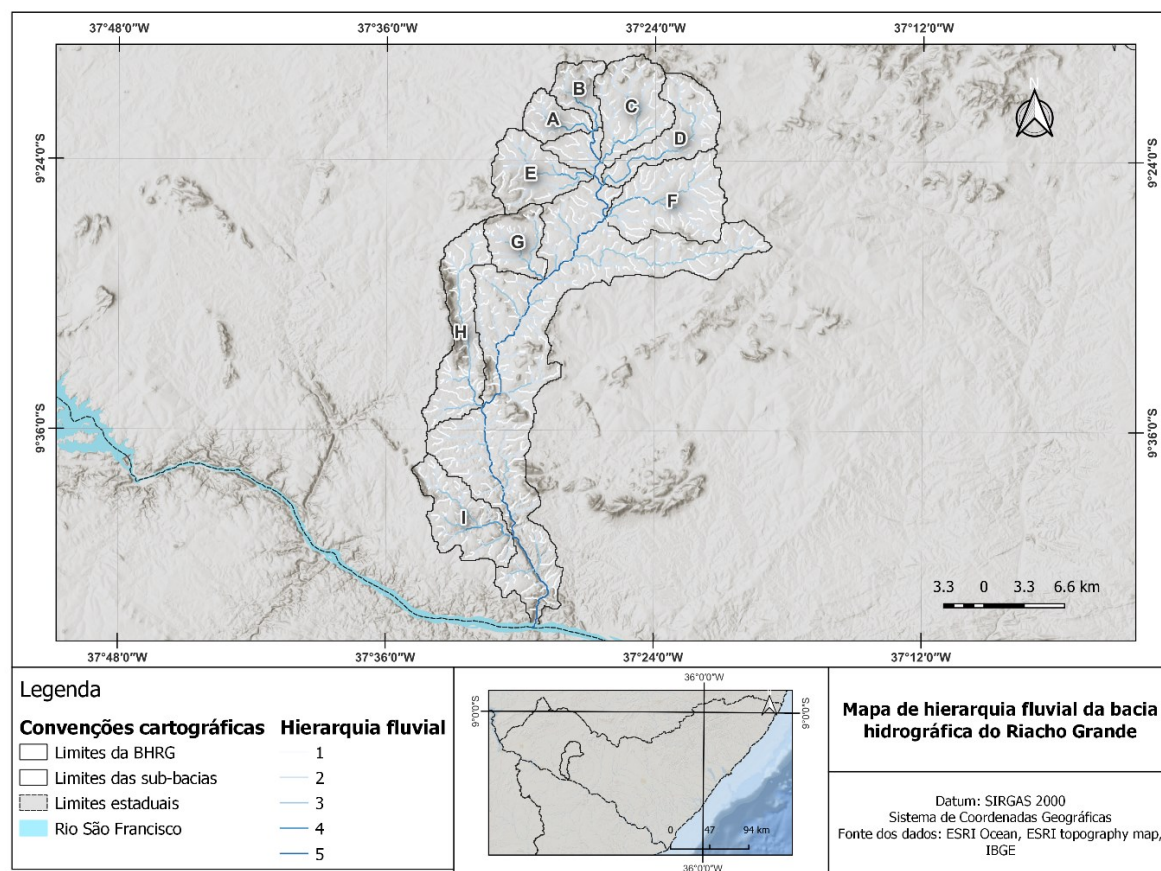 37°48'0"W
37°36'0"W
37°24'0"W
37°12'0"W
N
B
A
C
D
9°24'0"S
9°24'0"S
E
F
G
H
9°36'0"S
9°36'0"S
I
3.3 0 3.3 6.6 km
37°48'0"W
37°36'0"W
37°24'0"W
37°12'0"W
Legenda
Convenções cartográficas
Limites da BHRG
Limites das sub-bacias
Limites estaduais
Rio São Francisco
Hierarquia fluvial
1
2
3
4
5
36°0'0"W
9°0'0"S
9°0'0"S
0 47 94 km
36°0'0"W
Mapa de hierarquia fluvial da bacia
hidrográfica do Riacho Grande
Datum: SIRGAS 2000
Sistema de Coordenadas Geográficas
Fonte dos dados: ESRI Ocean, ESRI topography map,
IBGE